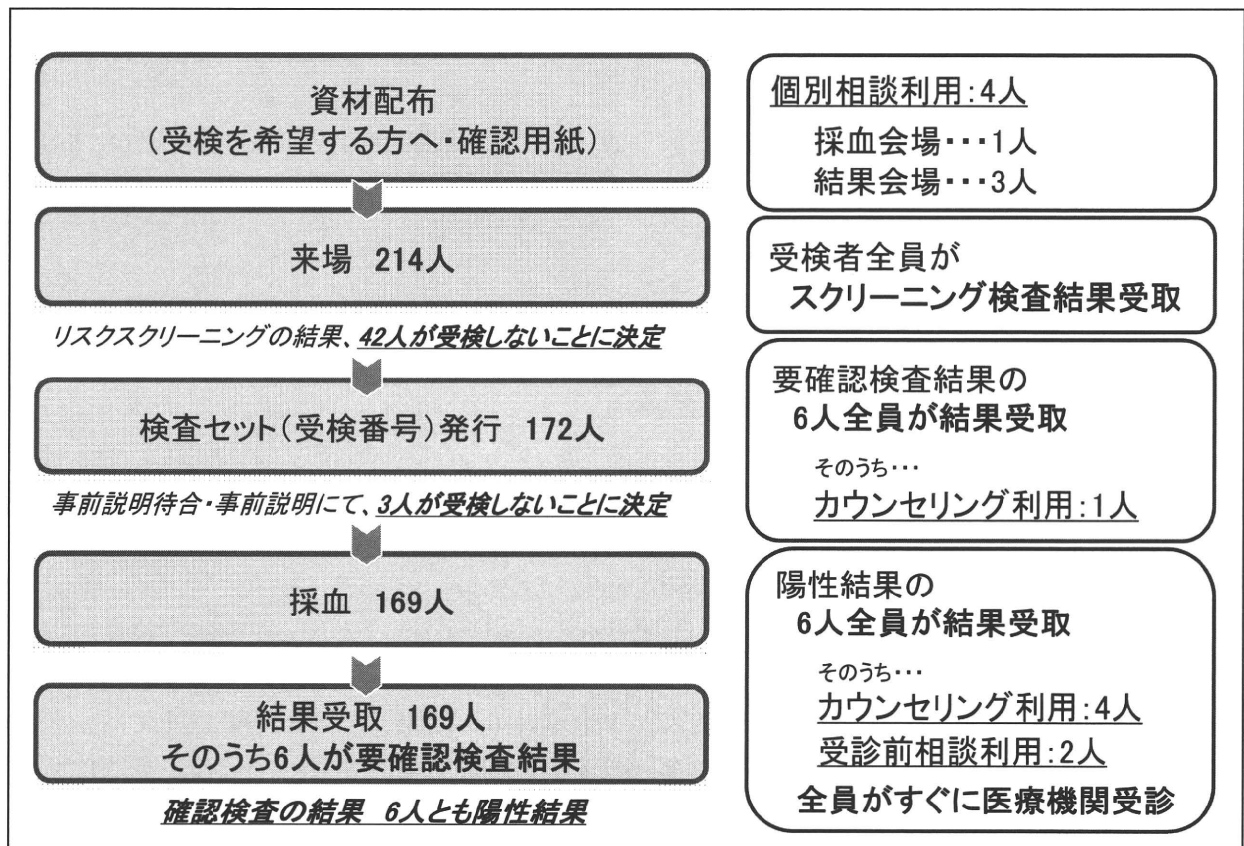 資材配布
(受検を希望する方へ・確認用紙)
来場 214人
リスクスクリーニングの結果、42人が受検しないことに決定
検査セット(受検番号)発行 172人
事前説明待合・事前説明にて、3人が受検しないことに決定
採血 169人
結果受取 169人
そのうち6人が要確認検査結果
確認検査の結果 6人とも陽性結果
個別相談利用:4人
採血会場・・・1人
結果会場・・・3人
受検者全員が
スクリーニング検査結果受取
要確認検査結果の
6人全員が結果受取
そのうち・・・
カウンセリング利用:1人
陽性結果の
6人全員が結果受取
そのうち・・・
カウンセリング利用:4人
受診前相談利用:2人
全員がすぐに医療機関受診